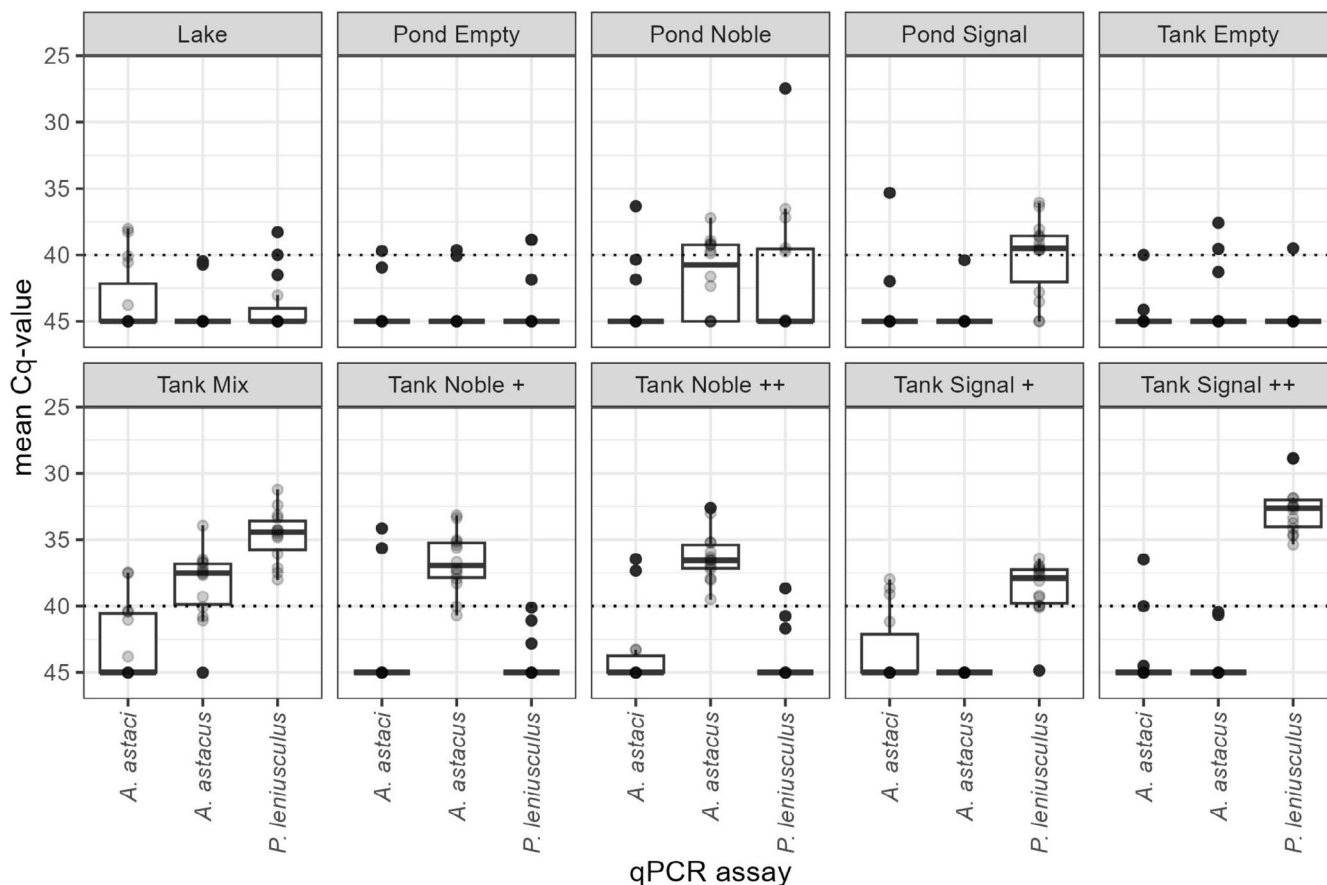 Lake Pond Empty Pond Noble Pond Signal Tank Empty
25
30
35
40
45
Tank Mix Tank Noble + Tank Noble ++ Tank Signal + Tank Signal ++
25
30
35
40
45
mean Cq-value
A. astaci A. astacus P. leniusculus A. astaci A. astacus P. leniusculus A. astaci A. astacus P. leniusculus A. astaci A. astacus P. leniusculus A. astaci A. astacus P. leniusculus
qPCR assay